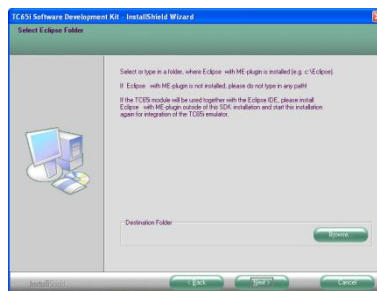 TC65i Software Development Kit - InstallShield Wizard
Select Eclipse Folder
Select or type in a folder, where Eclipse with ME-plugin is installed (e.g. c:\Eclipse).
If Eclipse with ME-plugin is not installed, please do not type in any path!
If the TC65i module will be used together with the Eclipse IDE, please install
Eclipse with ME-plugin outside of this SDK installation and start this installation
again for integration of the TC65i emulator.
Destination Folder
Browse...
InstallShield
< Back
Next >
Cancel